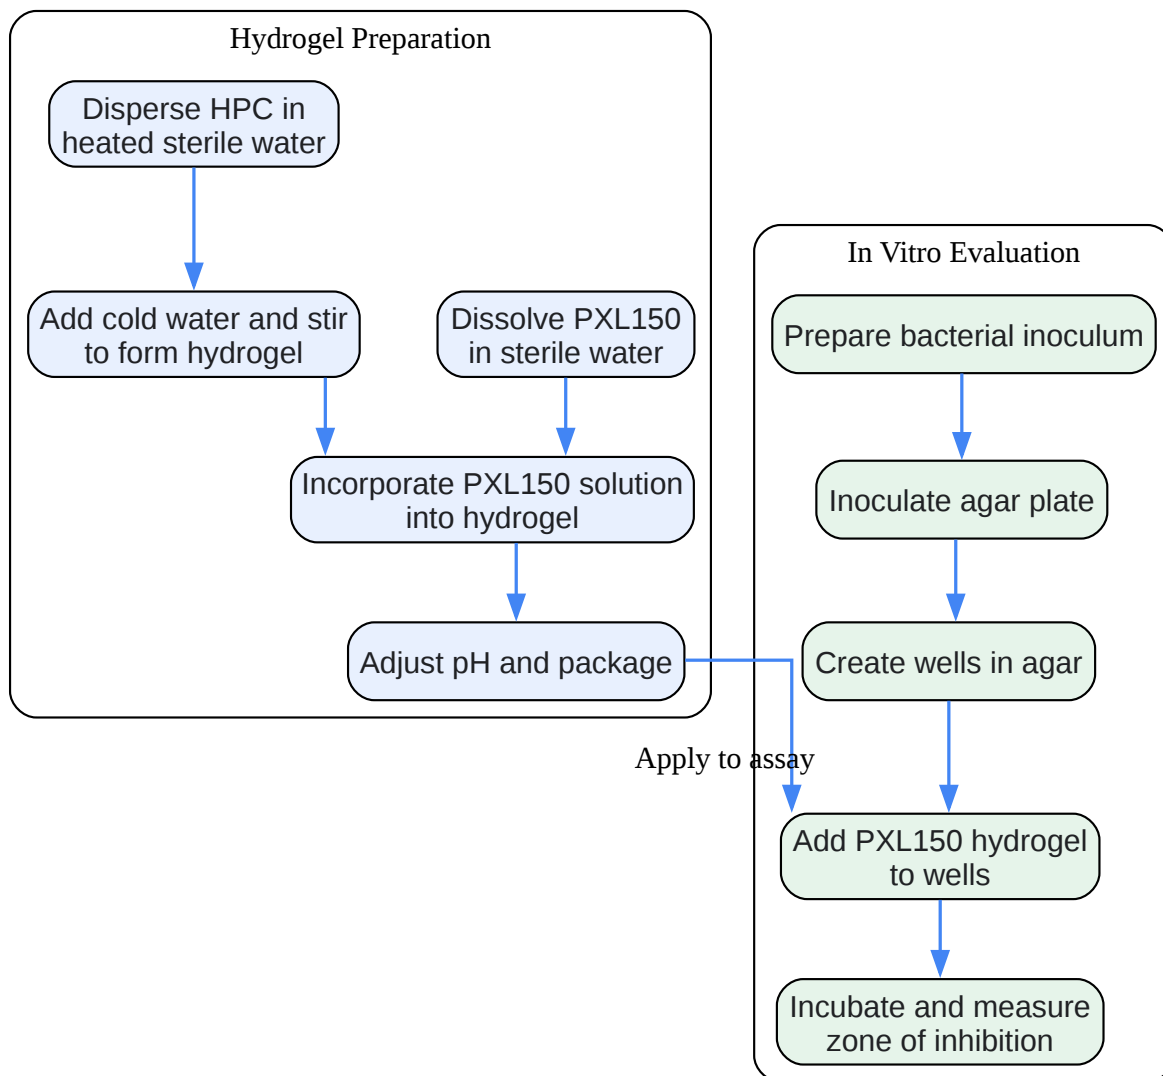 Hydrogel Preparation
Disperse HPC in
heated sterile water
Add cold water and stir
to form hydrogel
Dissolve PXL150
in sterile water
Incorporate PXL150 solution
into hydrogel
Adjust pH and package
Apply to assay
In Vitro Evaluation
Prepare bacterial inoculum
Inoculate agar plate
Create wells in agar
Add PXL150 hydrogel
to wells
Incubate and measure
zone of inhibition